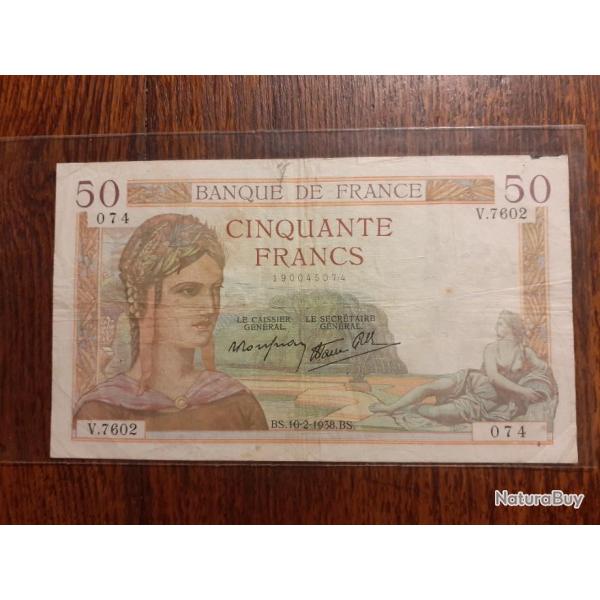 50 BANQUE DE FRANCE 50
074 V.7602
CINQUANTE
FRANCS
190045074
LE CAISSIER LE SECRÉTAIRE
GÉNÉRAL GÉNÉRAL
BS.10-2-1938.BS.
V.7602 074
NaturaBuy